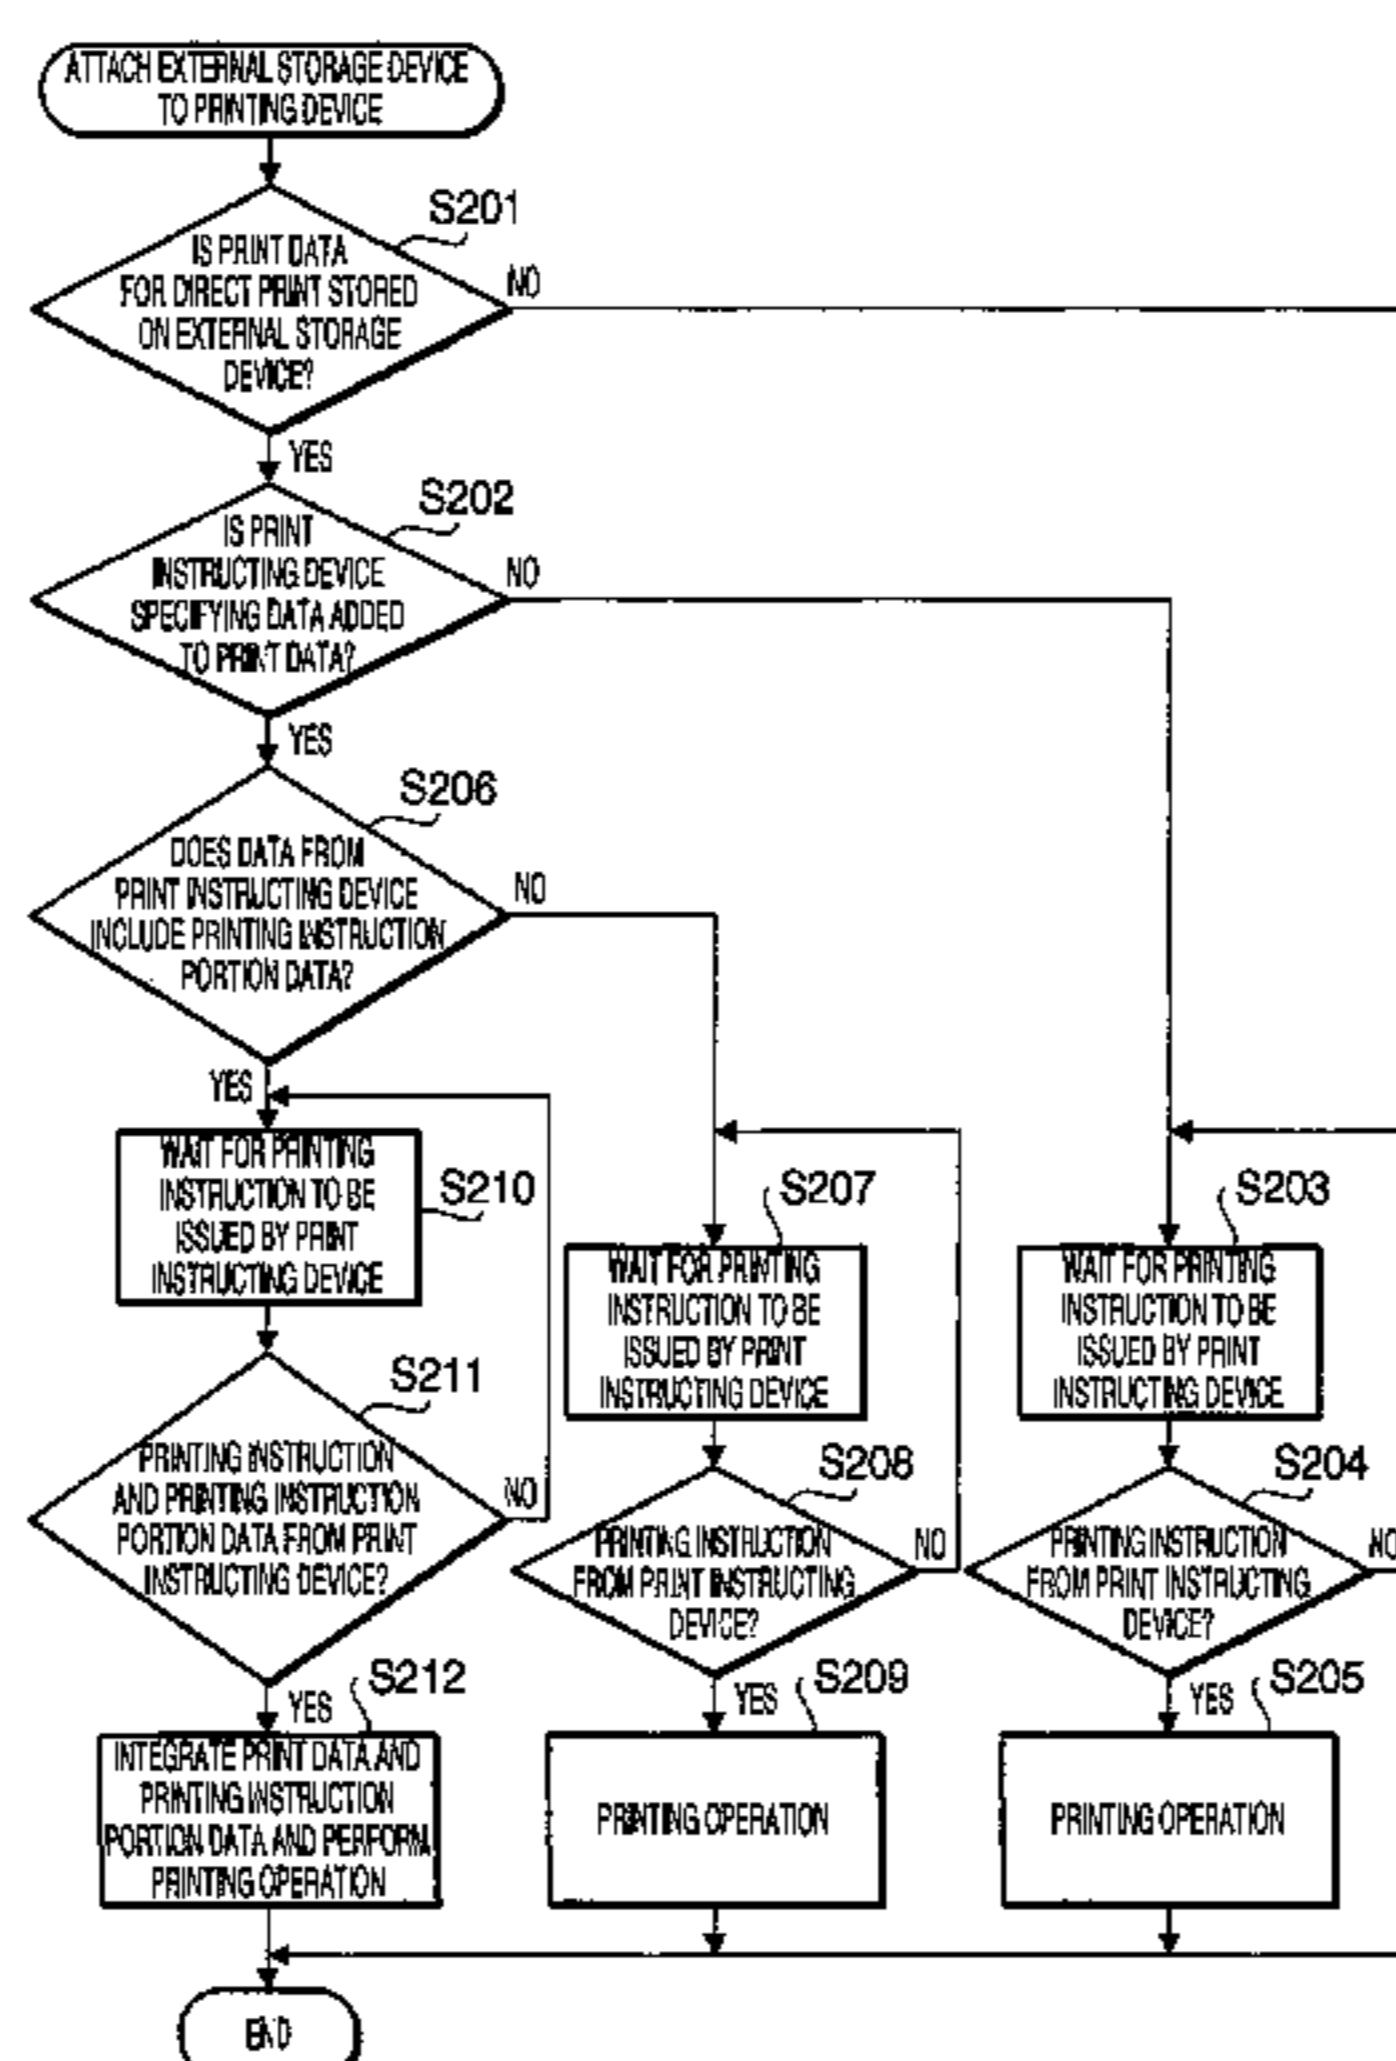 ATTACH EXTERNAL STORAGE DEVICE
TO PRINTING DEVICE
S201
IS PRINT DATA
FOR DIRECT PRINT STORED
ON EXTERNAL STORAGE
DEVICE?
NO
YES
S202
IS PRINT
INSTRUCTING DEVICE
SPECIFYING DATA ADDED
TO PRINT DATA?
NO
YES
S206
DOES DATA FROM
PRINT INSTRUCTING DEVICE
INCLUDE PRINTING INSTRUCTION
PORTION DATA?
NO
YES
WAIT FOR PRINTING
INSTRUCTION TO BE
ISSUED BY PRINT
INSTRUCTING DEVICE
S210
S211
PRINTING INSTRUCTION
AND PRINTING INSTRUCTION
PORTION DATA FROM PRINT
INSTRUCTING DEVICE?
NO
YES
S212
INTEGRATE PRINT DATA AND
PRINTING INSTRUCTION
PORTION DATA AND PERFORM
PRINTING OPERATION
S207
WAIT FOR PRINTING
INSTRUCTION TO BE
ISSUED BY PRINT
INSTRUCTING DEVICE
S208
PRINTING INSTRUCTION
FROM PRINT INSTRUCTING
DEVICE?
NO
YES
S209
PRINTING OPERATION
S203
WAIT FOR PRINTING
INSTRUCTION TO BE
ISSUED BY PRINT
INSTRUCTING DEVICE
S204
PRINTING INSTRUCTION
FROM PRINT INSTRUCTING
DEVICE?
NO
YES
S205
PRINTING OPERATION
END